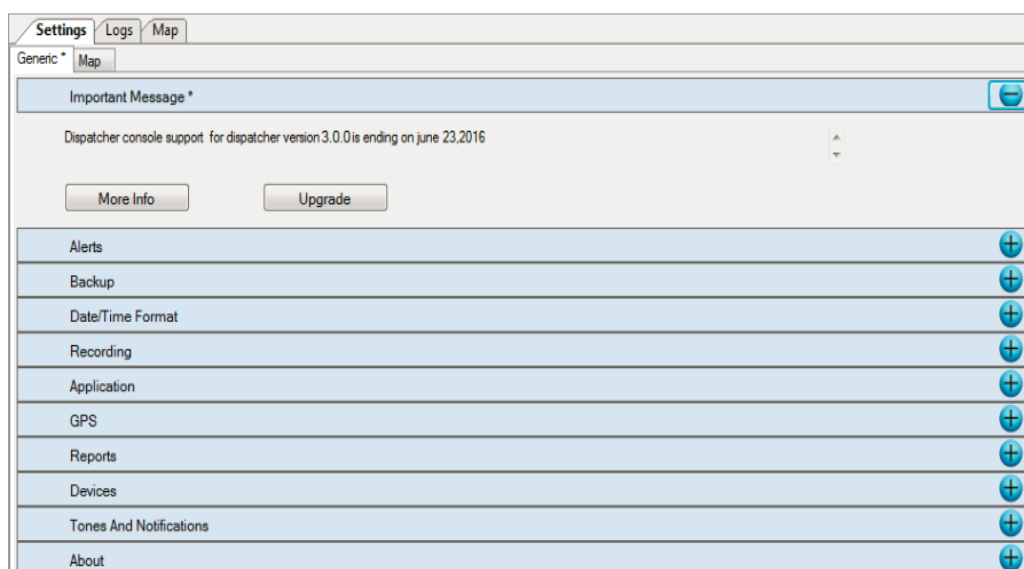 Settings Logs Map
Generic * Map
Important Message *
Dispatcher console support for dispatcher version 3.0.0 is ending on june 23,2016
More Info Upgrade
Alerts
Backup
Date/Time Format
Recording
Application
GPS
Reports
Devices
Tones And Notifications
About